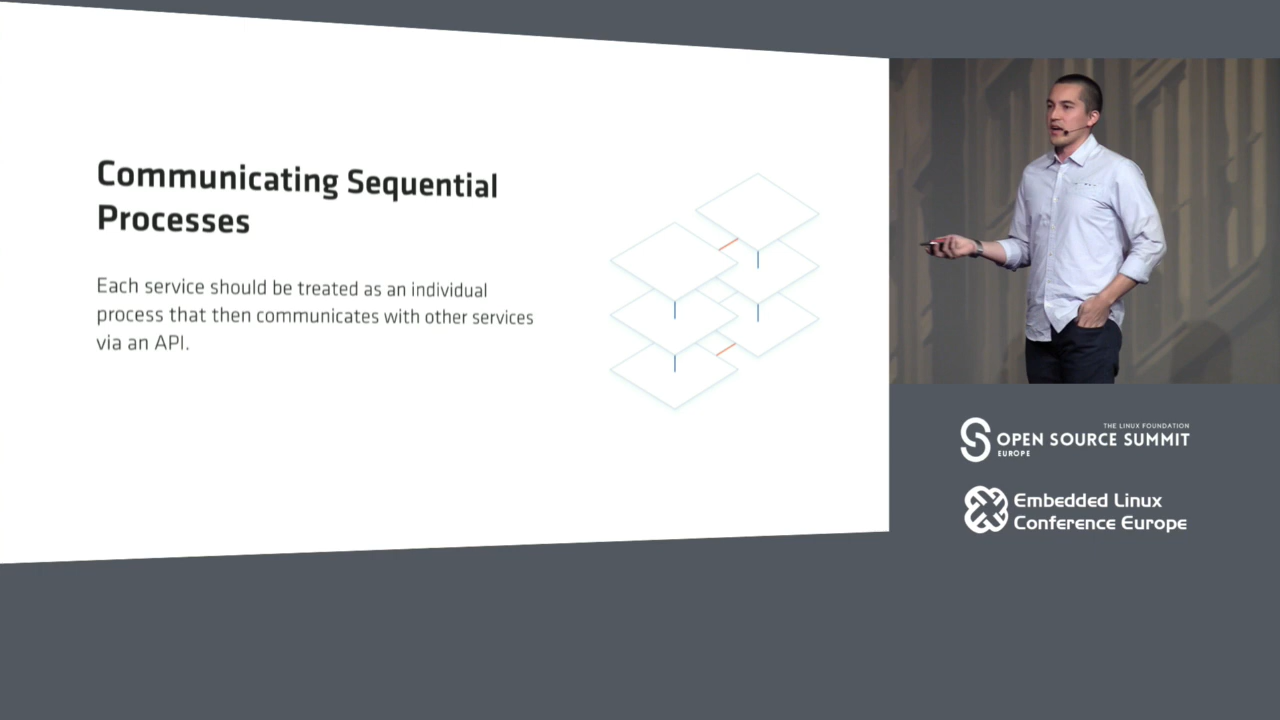 Communicating Sequential
Processes
Each service should be treated as an individual
process that then communicates with other services
via an API.
THE LINUX FOUNDATION
OPEN SOURCE SUMMIT
EUROPE
Embedded Linux
Conference Europe